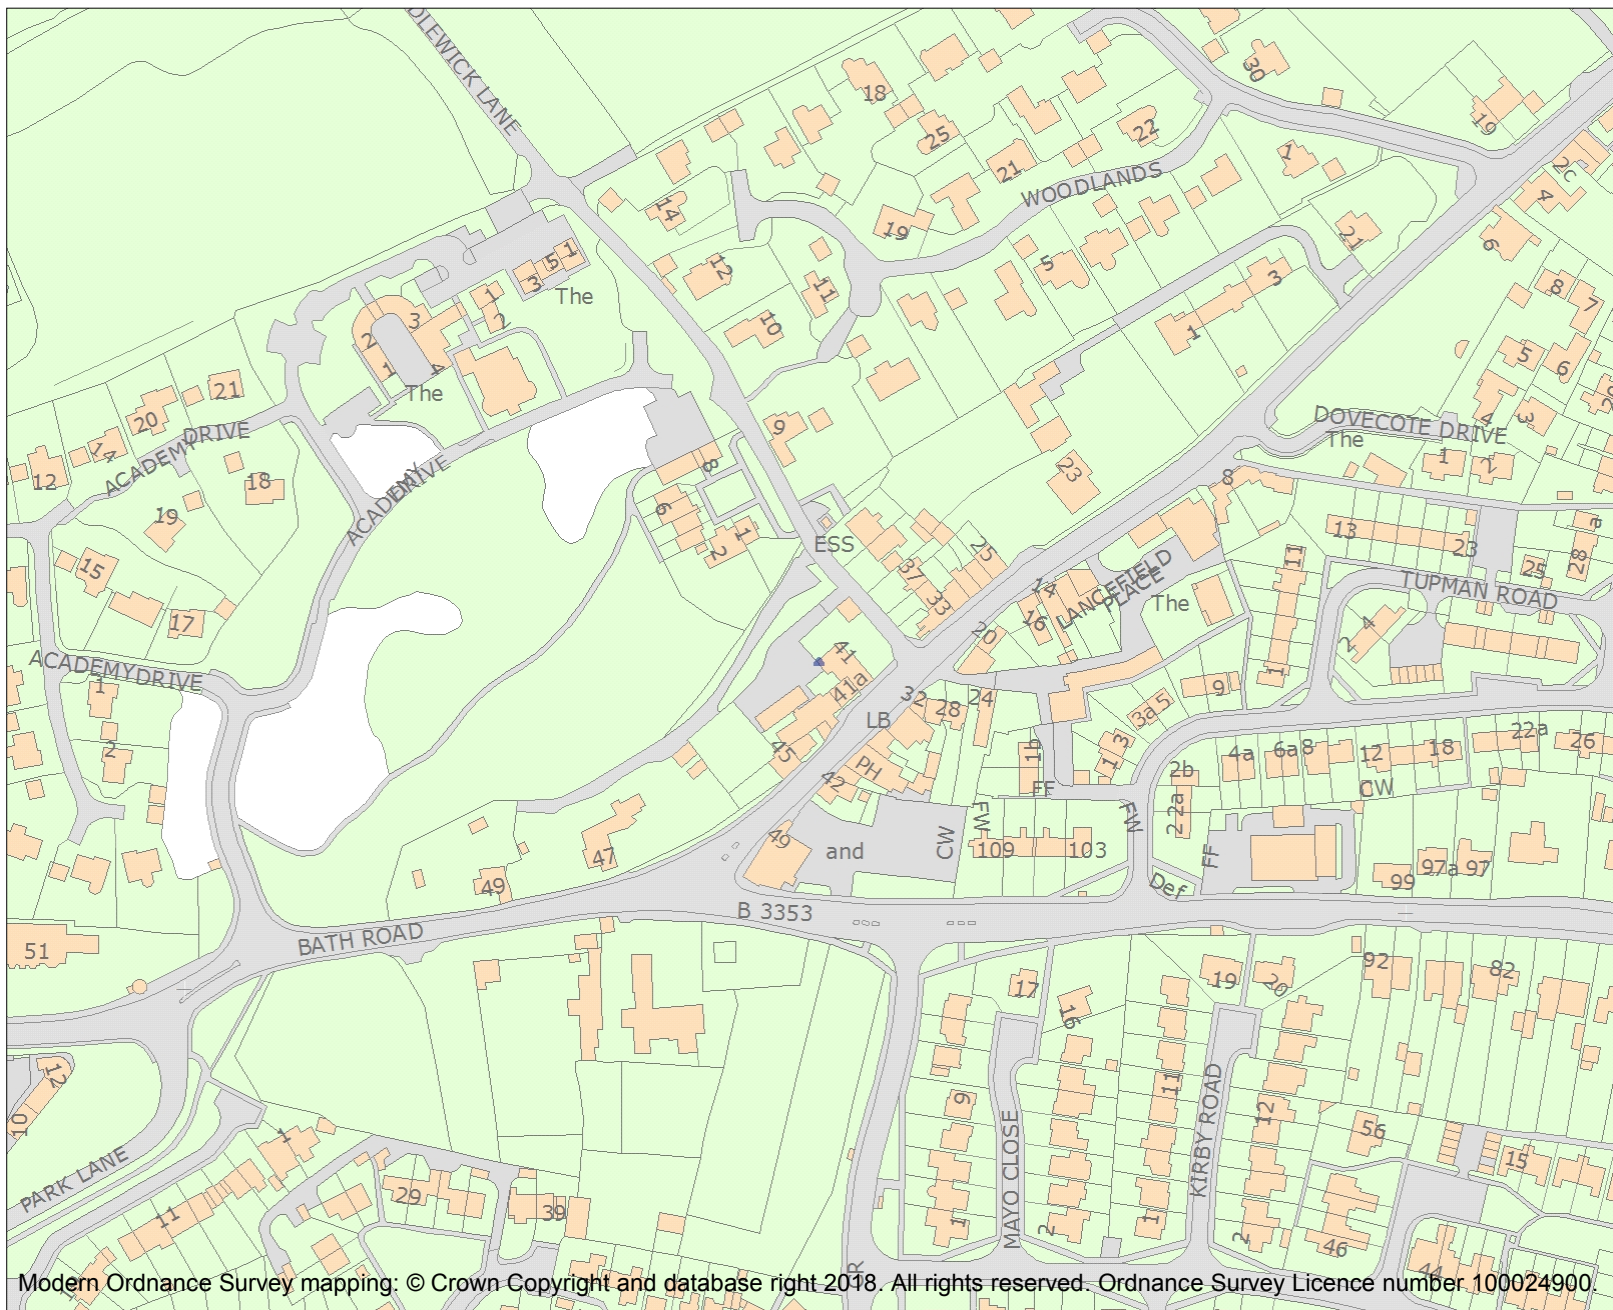 DLEWICK LANE
30
18
25
22
21
19
WOODLANDS
1
2c
4
14
19
21
6
1
5
3
The
12
11
5
3
8
7
1
2
3
2
1
4
The
10
1
5
6
21
20
DRIVE
ACADEMY
14
12
9
DOVECOTE DRIVE
The
4
3
1
2
18
ACADEMY
DRIVE
8
23
8
19
6
1
2
ESS
25
37
33
13
23
11
a
28
25
15
17
14
16
LANCEFIELD
PLACE
The
TUPMAN ROAD
4
2
20
41
41a
ACADEMY DRIVE
1
2
32
28
24
LB
45
9
3a 5
1
3
1
1b
PH
42
FF
FW
FW
CW
2b
2a
2
4a
6a
8
12
18
22a
26
CW
49
and
47
49
109
103
FF
Def
99
97a
97
B 3353
BATH ROAD
51
17
16
19
20
92
82
12
10
9
11
12
56
1
MAYO CLOSE
2
1
KIRBY ROAD
2
46
15
44
PARK LANE
11
1
29
39
GR
Modern Ordnance Survey mapping: © Crown Copyright and database right 2018. All rights reserved. Ordnance Survey Licence number 100024900.